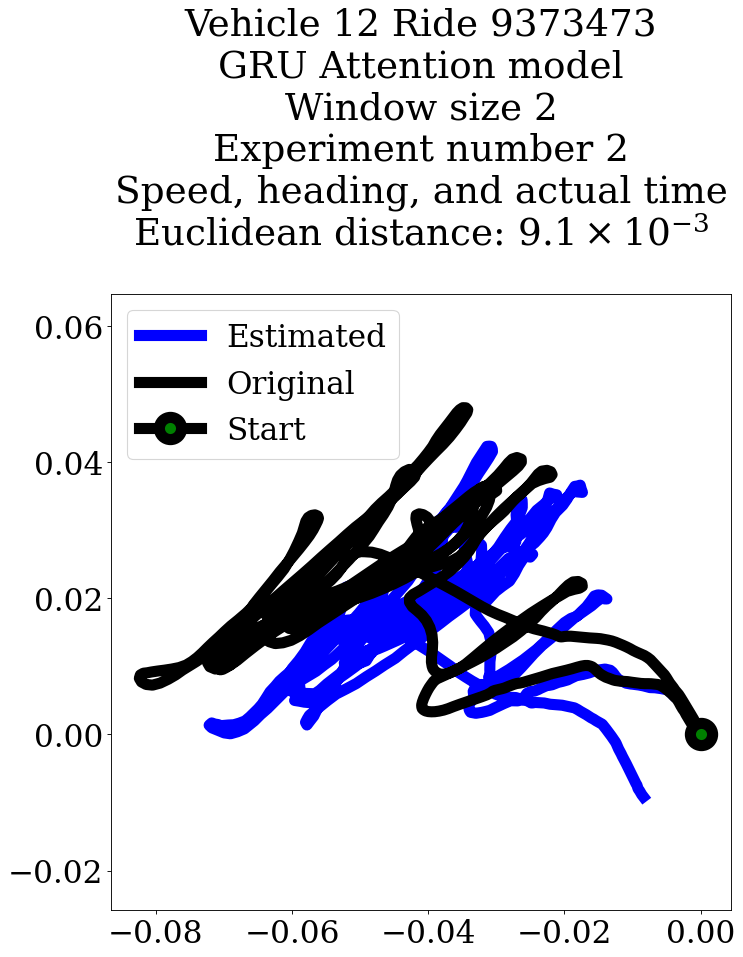 Vehicle 12 Ride 9373473
GRU Attention model
Window size 2
Experiment number 2
Speed, heading, and actual time
Euclidean distance: 9.1 × 10⁻³
0.06
0.04
0.02
0.00
−0.02
Estimated
Original
Start
−0.08 −0.06 −0.04 −0.02 0.00